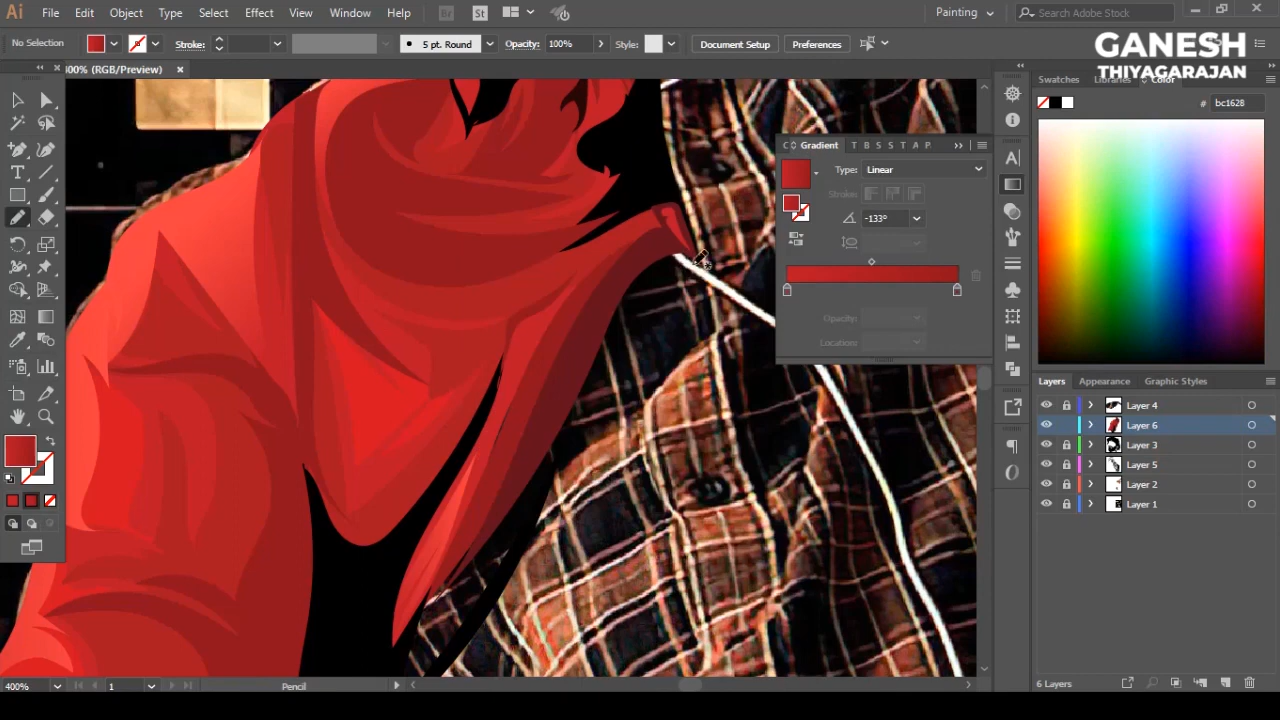 Ai File Edit Object Type Select Effect View Window Help Br St Painting Search Adobe Stock
No Selection Stroke: 5 pt. Round Opacity: 100% Style: Document Setup Preferences
GANESH
THIYAGARAJAN
00% (RGB/Preview) ×
Swatches Libraries Color
# bc1628
Gradient T B S S T A P
Type: Linear
Stroke:
-133°
Opacity:
Location:
Layers Appearance Graphic Styles
Layer 4
Layer 6
Layer 3
Layer 5
Layer 2
Layer 1
6 Layers
400% 1 Pencil